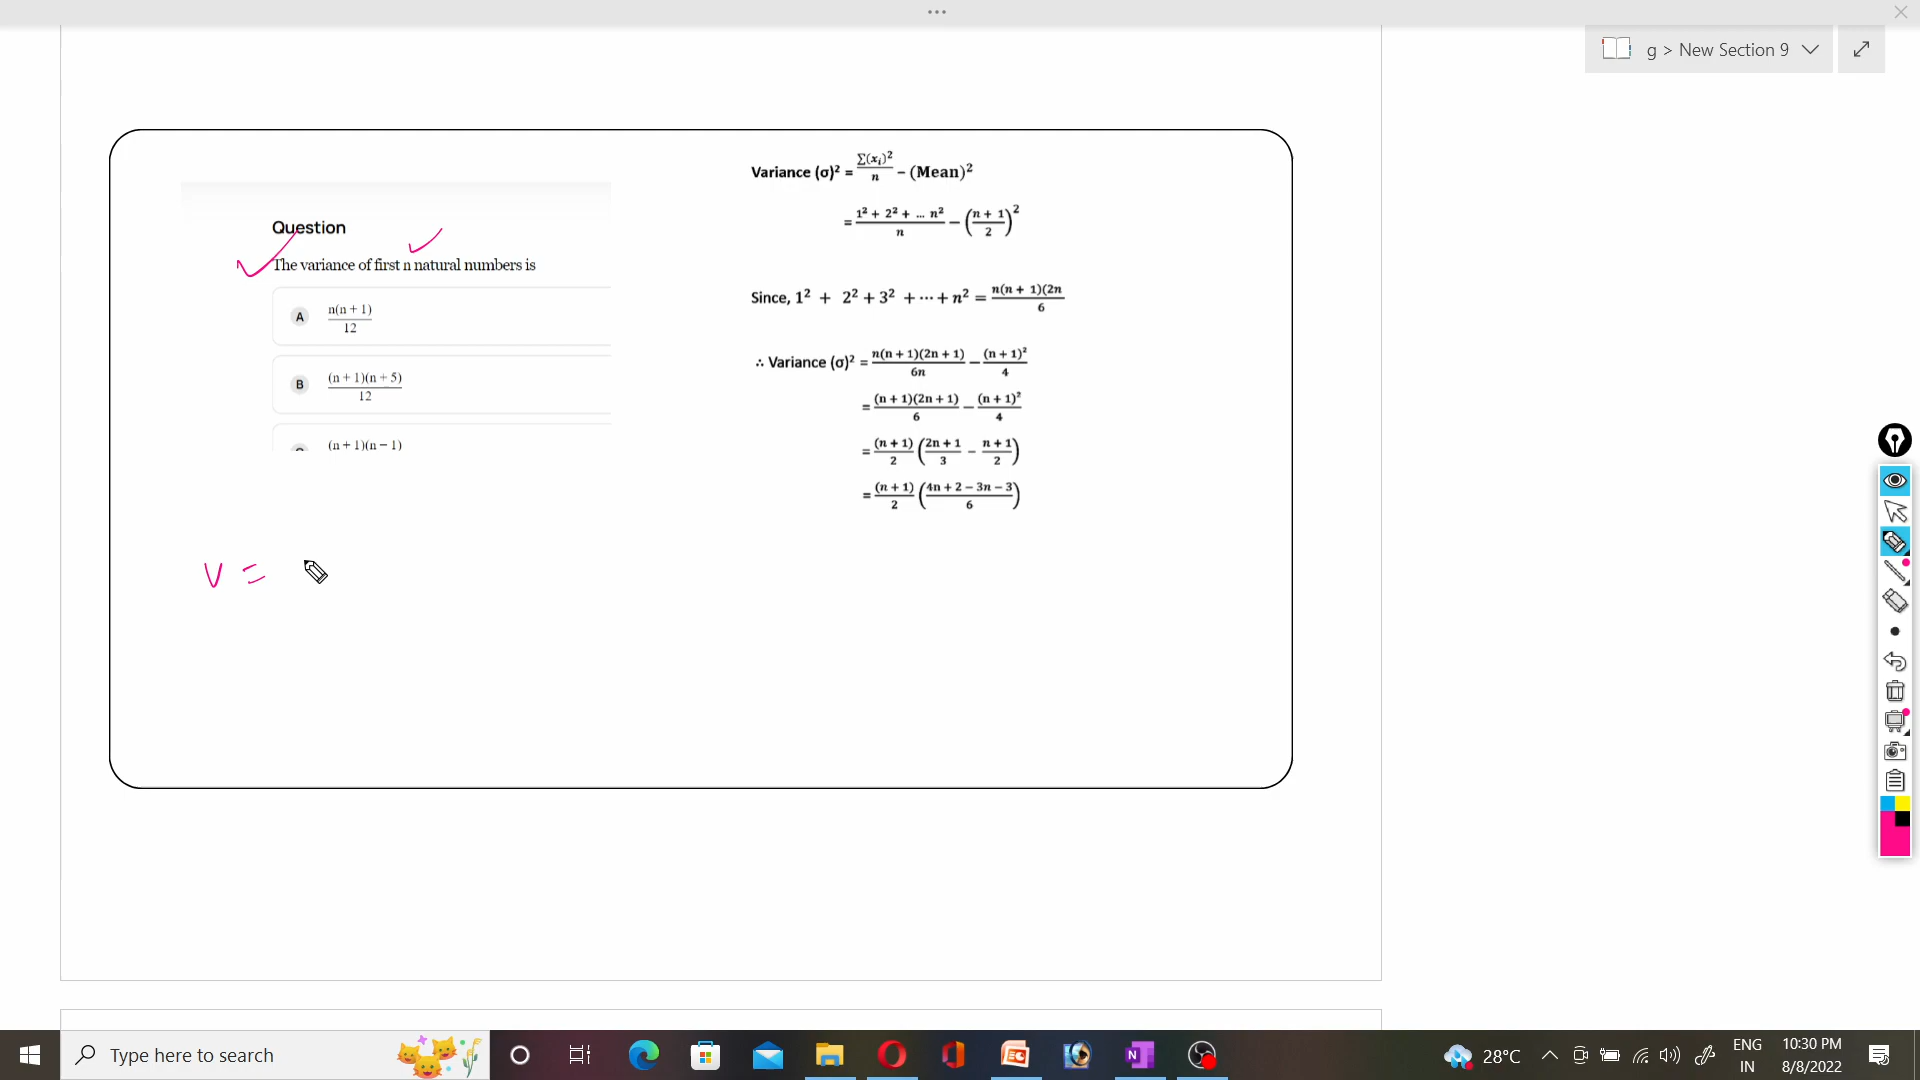 g > New Section 9
Question
The variance of first n natural numbers is
A n(n + 1)/12
B (n + 1)(n + 5)/12
(n + 1)(n − 1)
Variance (σ)² = Σ(xᵢ)²/n − (Mean)²
= 1² + 2² + ... n²/n − (n + 1/2)²
Since, 1² + 2² + 3² + ⋯ + n² = n(n + 1)(2n/6
∴ Variance (σ)² = n(n + 1)(2n + 1)/6n − (n + 1)²/4
= (n + 1)(2n + 1)/6 − (n + 1)²/4
= (n + 1)/2 (2n + 1/3 − n + 1/2)
= (n + 1)/2 (4n + 2 − 3n − 3/6)
V =
Type here to search
28°C
ENG
IN
10:30 PM
8/8/2022